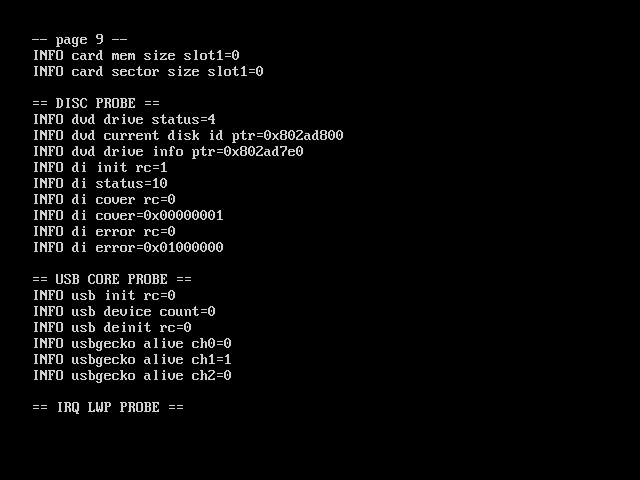 -- page 9 --
INFO card mem size slot1=0
INFO card sector size slot1=0
== DISC PROBE ==
INFO dvd drive status=4
INFO dvd current disk id ptr=0x802ad800
INFO dvd drive info ptr=0x802ad7e0
INFO di init rc=1
INFO di status=10
INFO di cover rc=0
INFO di cover=0x00000001
INFO di error rc=0
INFO di error=0x01000000
== USB CORE PROBE ==
INFO usb init rc=0
INFO usb device count=0
INFO usb deinit rc=0
INFO usbgecko alive ch0=0
INFO usbgecko alive ch1=1
INFO usbgecko alive ch2=0
== IRQ LWP PROBE ==